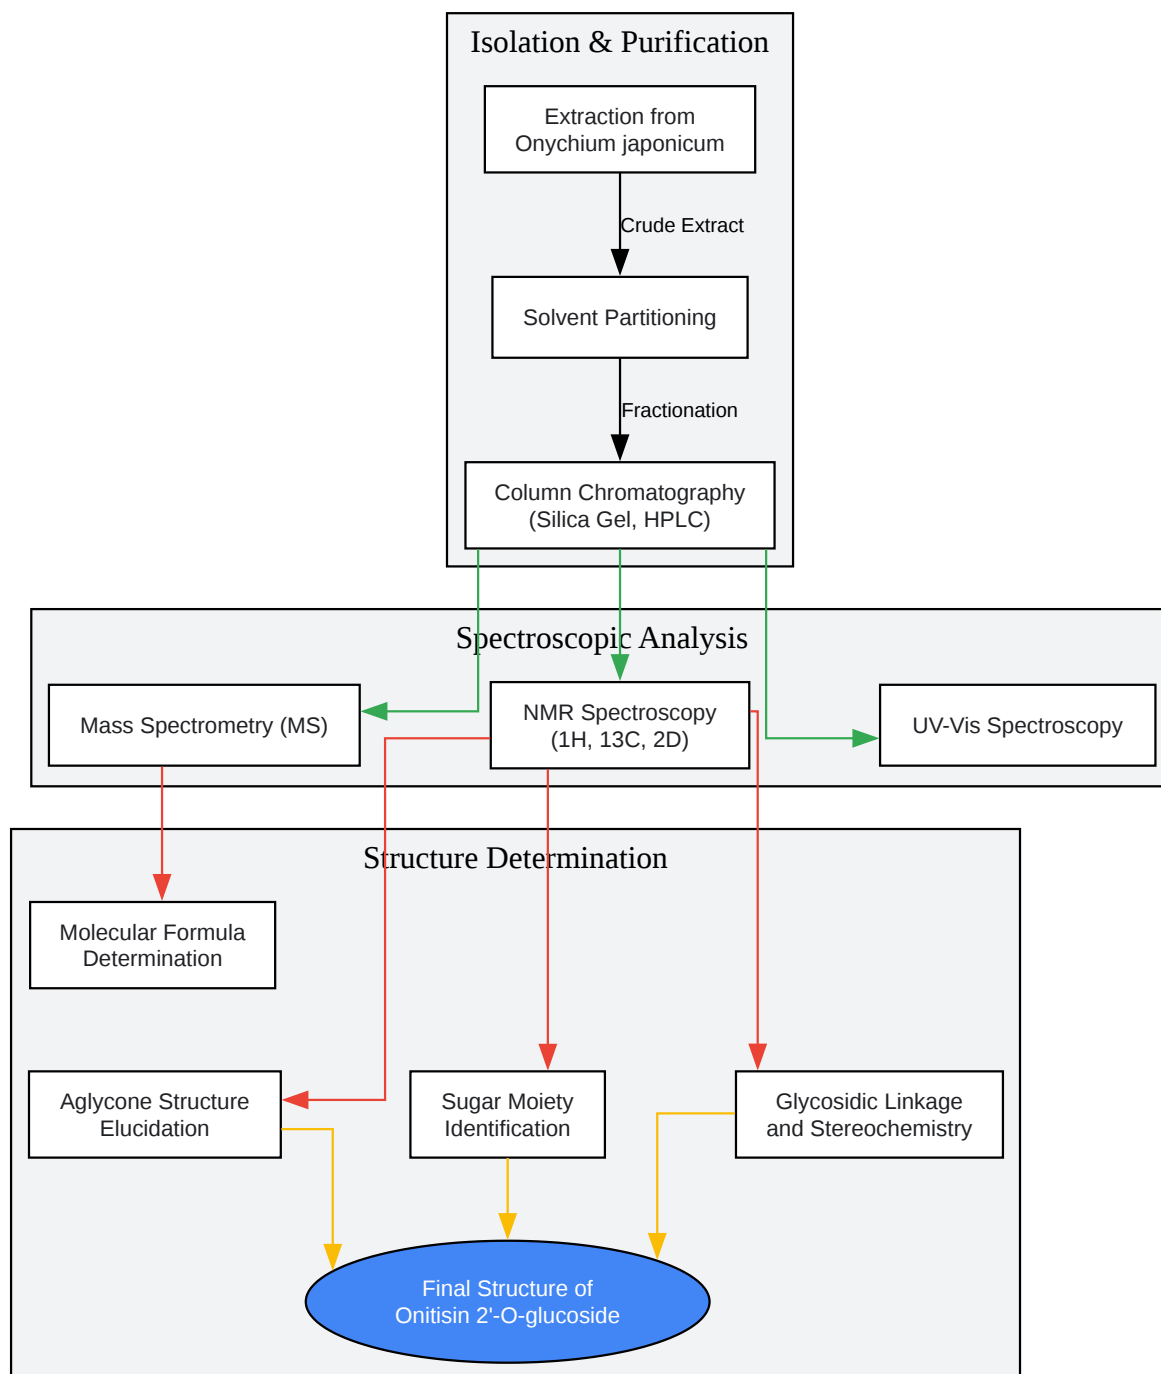 Isolation & Purification
Extraction from
Onychium japonicum
Crude Extract
Solvent Partitioning
Fractionation
Column Chromatography
(Silica Gel, HPLC)
Spectroscopic Analysis
Mass Spectrometry (MS)
NMR Spectroscopy
(1H, 13C, 2D)
UV-Vis Spectroscopy
Structure Determination
Molecular Formula
Determination
Aglycone Structure
Elucidation
Sugar Moiety
Identification
Glycosidic Linkage
and Stereochemistry
Final Structure of
Onitisin 2'-O-glucoside